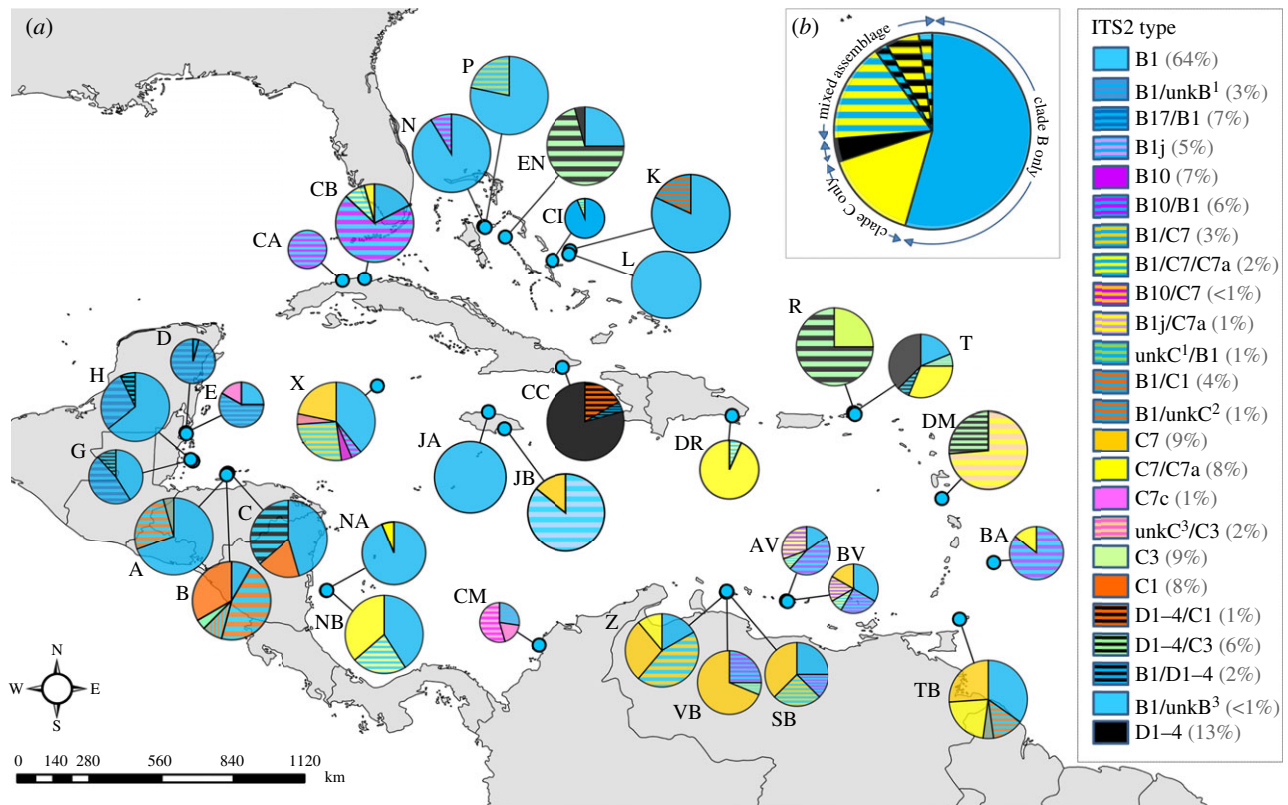 (a)
P
N
EN
K
CB
CI
CA
L
R
T
D
H
E
X
CC
G
JA
DR
DM
JB
C
NA
A
AV
BV
BA
B
CM
NB
Z
VB
SB
TB
N
W E
S
0 140 280 560 840 1120
km
(b)
mixed assemblage
clade B only
clade C only
ITS2 type
B1 (64%)
B1/unkB¹ (3%)
B17/B1 (7%)
B1j (5%)
B10 (7%)
B10/B1 (6%)
B1/C7 (3%)
B1/C7/C7a (2%)
B10/C7 (<1%)
B1j/C7a (1%)
unkC¹/B1 (1%)
B1/C1 (4%)
B1/unkC² (1%)
C7 (9%)
C7/C7a (8%)
C7c (1%)
unkC³/C3 (2%)
C3 (9%)
C1 (8%)
D1–4/C1 (1%)
D1–4/C3 (6%)
B1/D1–4 (2%)
B1/unkB³ (<1%)
D1–4 (13%)